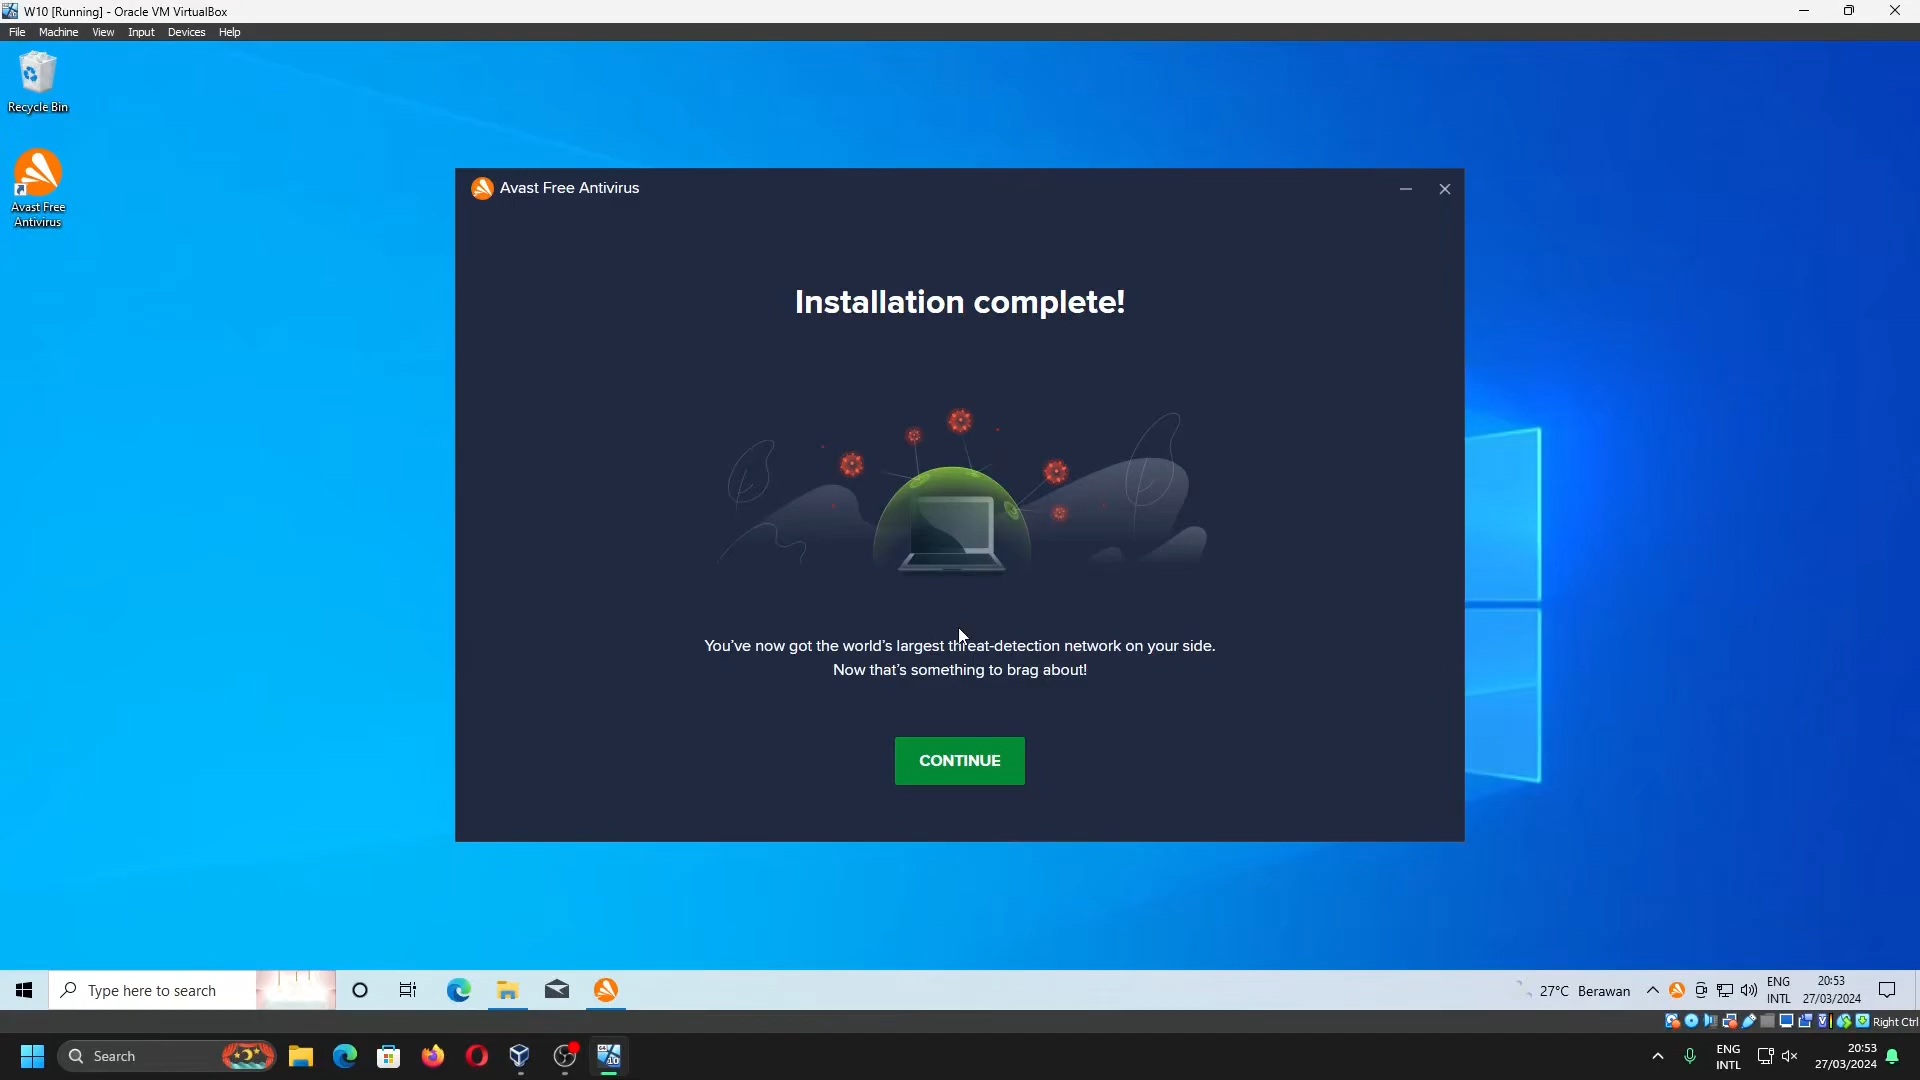 W10 [Running] - Oracle VM VirtualBox
File Machine View Input Devices Help
Recycle Bin
Avast Free
Antivirus
Avast Free Antivirus
Installation complete!
You've now got the world's largest threat-detection network on your side.
Now that's something to brag about!
CONTINUE
Type here to search
27°C Berawan
ENG
INTL
20:53
27/03/2024
Right Ctrl
Search
10
ENG
INTL
20:53
27/03/2024